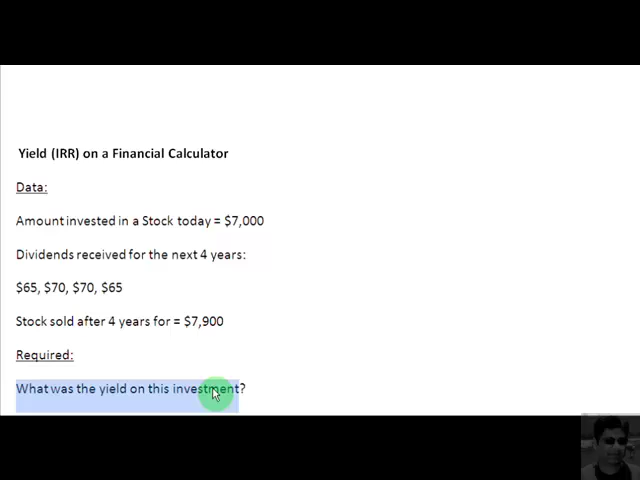 Yield (IRR) on a Financial Calculator
Data:
Amount invested in a Stock today = $7,000
Dividends received for the next 4 years:
$65, $70, $70, $65
Stock sold after 4 years for = $7,900
Required:
What was the yield on this investment?